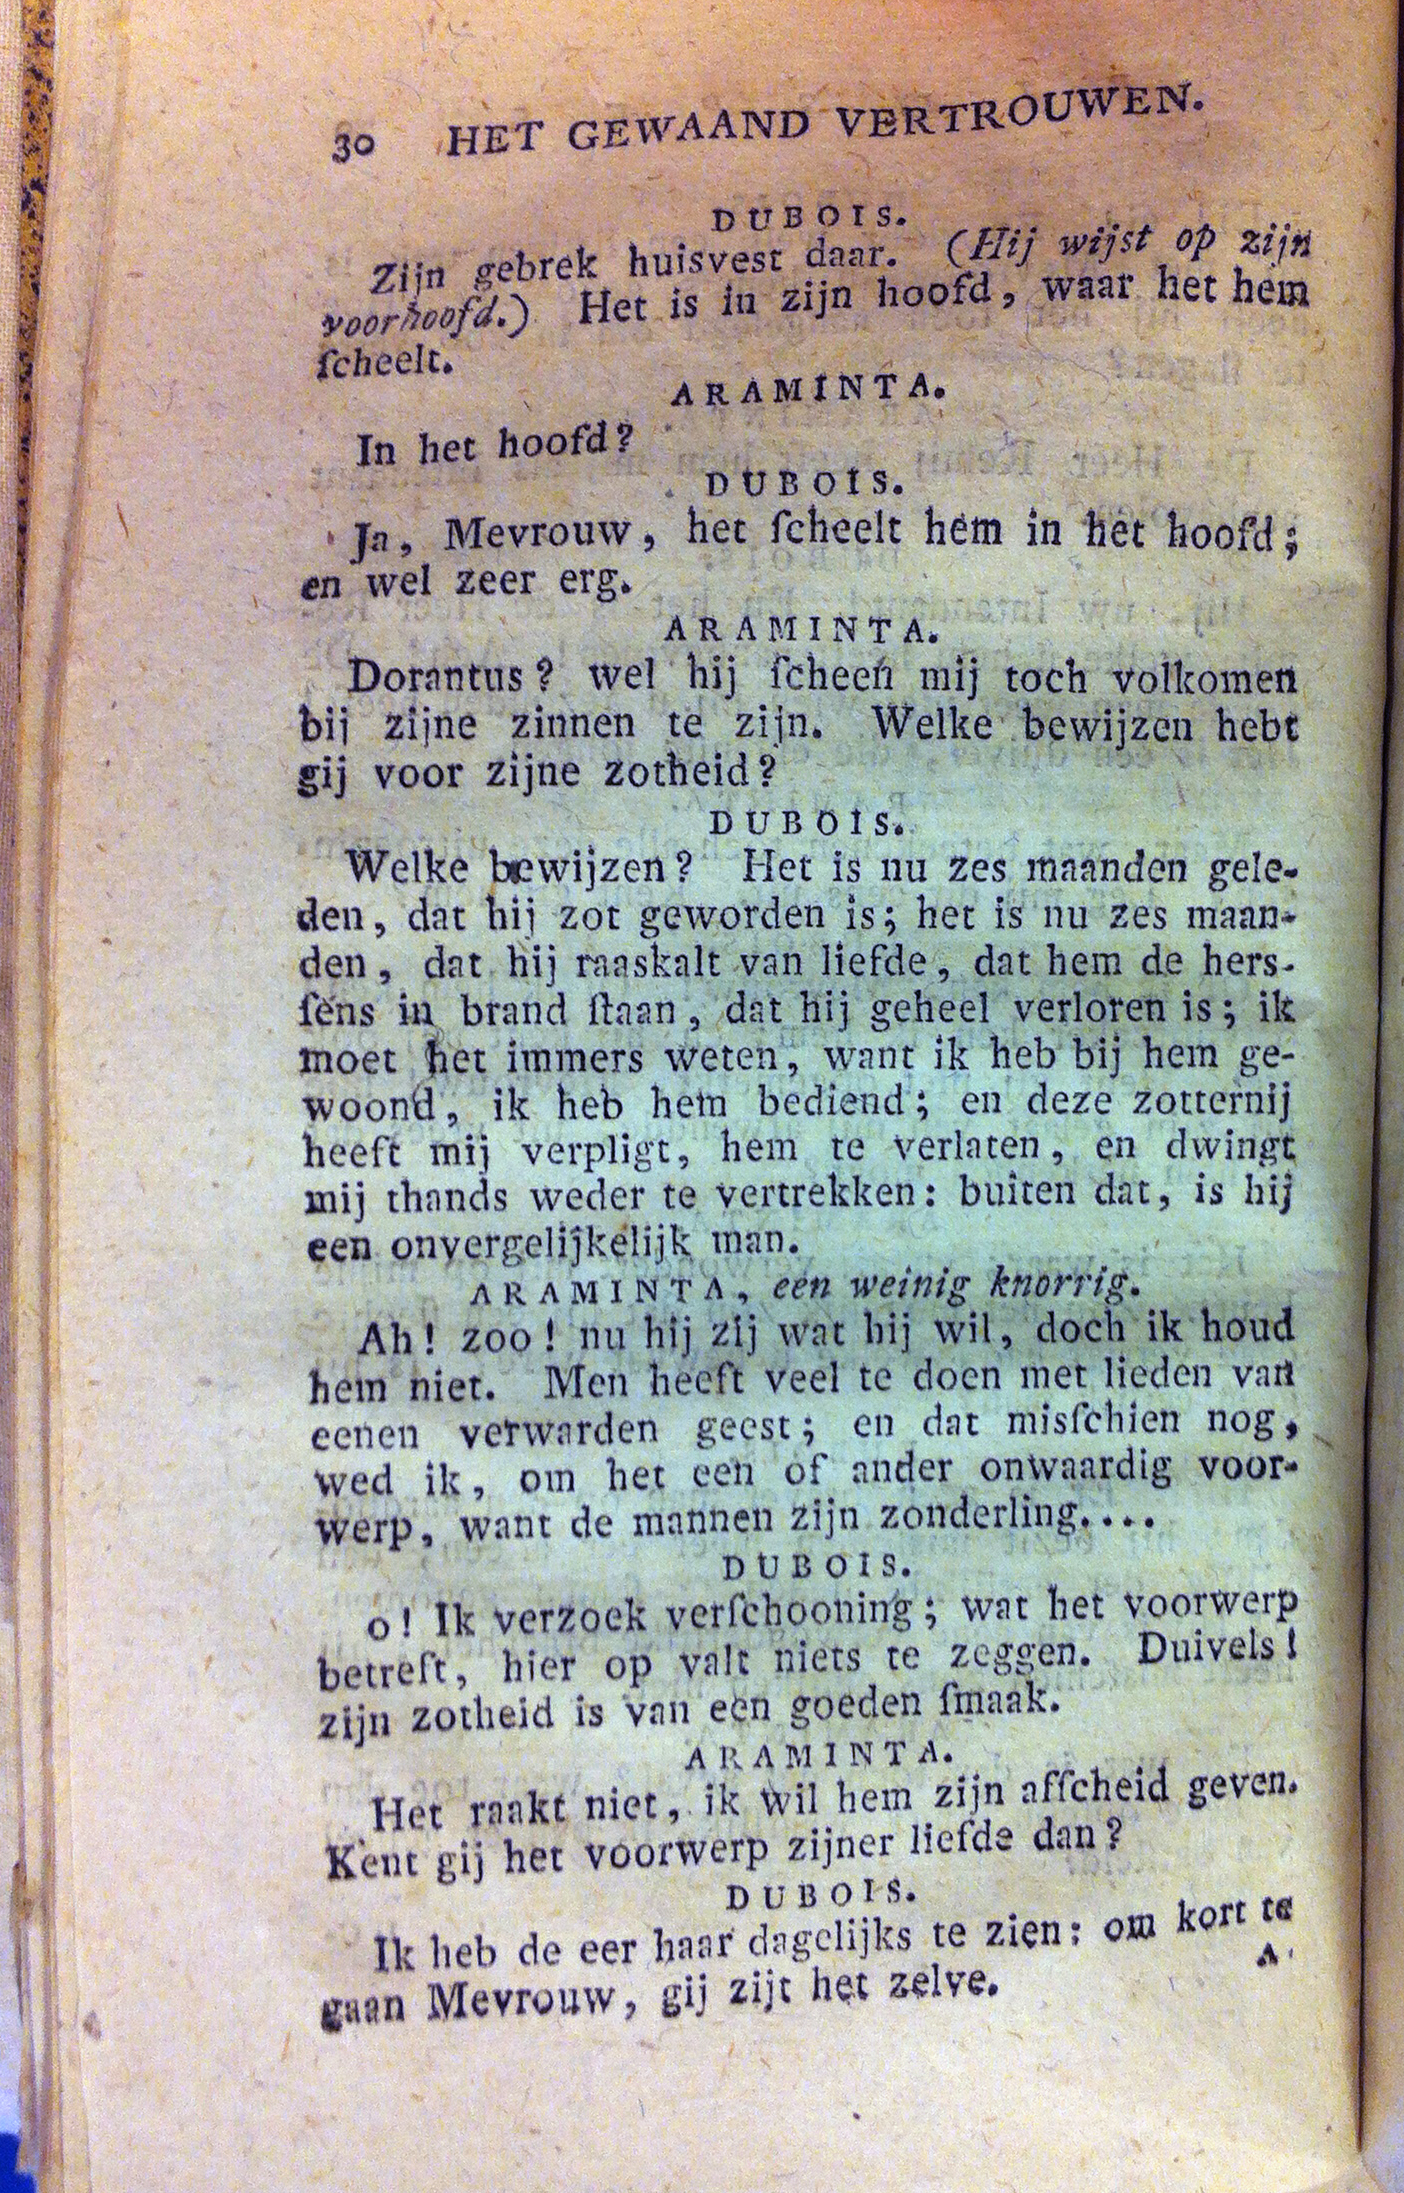 30 HET GEWAAND VERTROUWEN.
DUBOIS.
Zijn gebrek huisvest daar. (Hij wijst op zijn
voorhoofd.) Het is in zijn hoofd, waar het hem
ſcheelt.
ARAMINTA.
In het hoofd?
DUBOIS.
Ja, Mevrouw, het ſcheelt hem in het hoofd;
en wel zeer erg.
ARAMINTA.
Dorantus? wel hij ſcheen mij toch volkomen
bij zijne zinnen te zijn. Welke bewijzen hebt
gij voor zijne zotheid?
DUBOIS.
Welke bewijzen? Het is nu zes maanden gele-
den, dat hij zot geworden is; het is nu zes maan-
den, dat hij raaskalt van liefde, dat hem de hers-
ſens in brand ſtaan, dat hij geheel verloren is; ik
moet het immers weten, want ik heb bij hem ge-
woond, ik heb hem bediend; en deze zotternij
heeft mij verpligt, hem te verlaten, en dwingt
mij thands weder te vertrekken: buiten dat, is hij
een onvergelijkelijk man.
ARAMINTA, een weinig knorrig.
Ah! zoo! nu hij zij wat hij wil, doch ik houd
hem niet. Men heeft veel te doen met lieden van
eenen verwarden geest; en dat misſchien nog,
wed ik, om het een of ander onwaardig voor-
werp, want de mannen zijn zonderling....
DUBOIS.
o! Ik verzoek verſchooning; wat het voorwerp
betreft, hier op valt niets te zeggen. Duivels!
zijn zotheid is van een goeden ſmaak.
ARAMINTA.
Het raakt niet, ik wil hem zijn afſcheid geven.
Kent gij het voorwerp zijner liefde dan?
DUBOIS.
Ik heb de eer haar dagelijks te zien: om kort te
gaan Mevrouw, gij zijt het zelve.
A